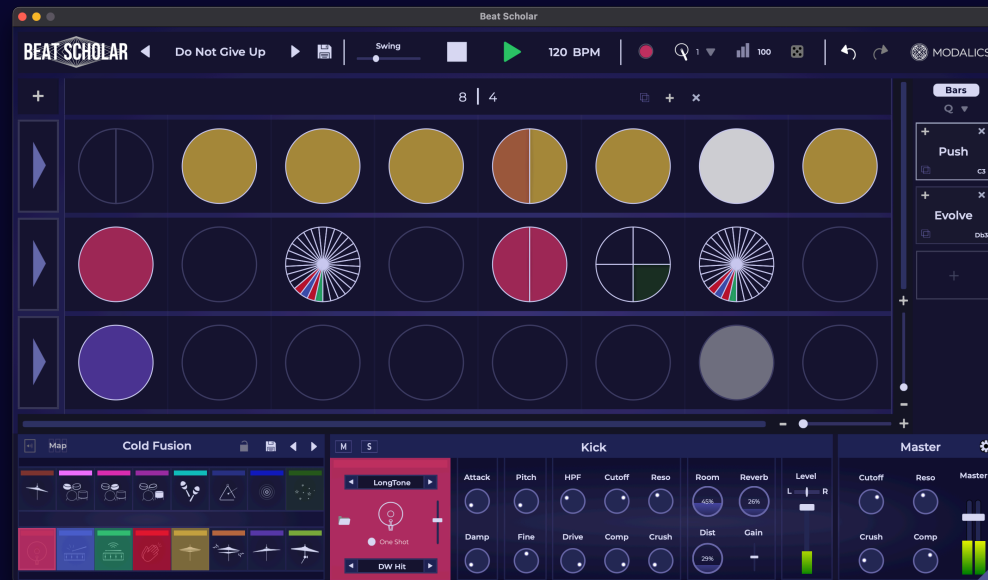 Beat Scholar
BEAT SCHOLAR
Do Not Give Up
Swing
120 BPM
1
100
MODALICS
8 4
Bars
Q
Push
C3
Evolve
Db3
Map
Cold Fusion
M S
Kick
Master
LongTone
One Shot
DW Hit
Attack Pitch HPF Cutoff Reso Room Reverb Level
L R
45% 26%
Damp Fine Drive Comp Crush Dist Gain
29%
Cutoff Reso Master
Crush Comp